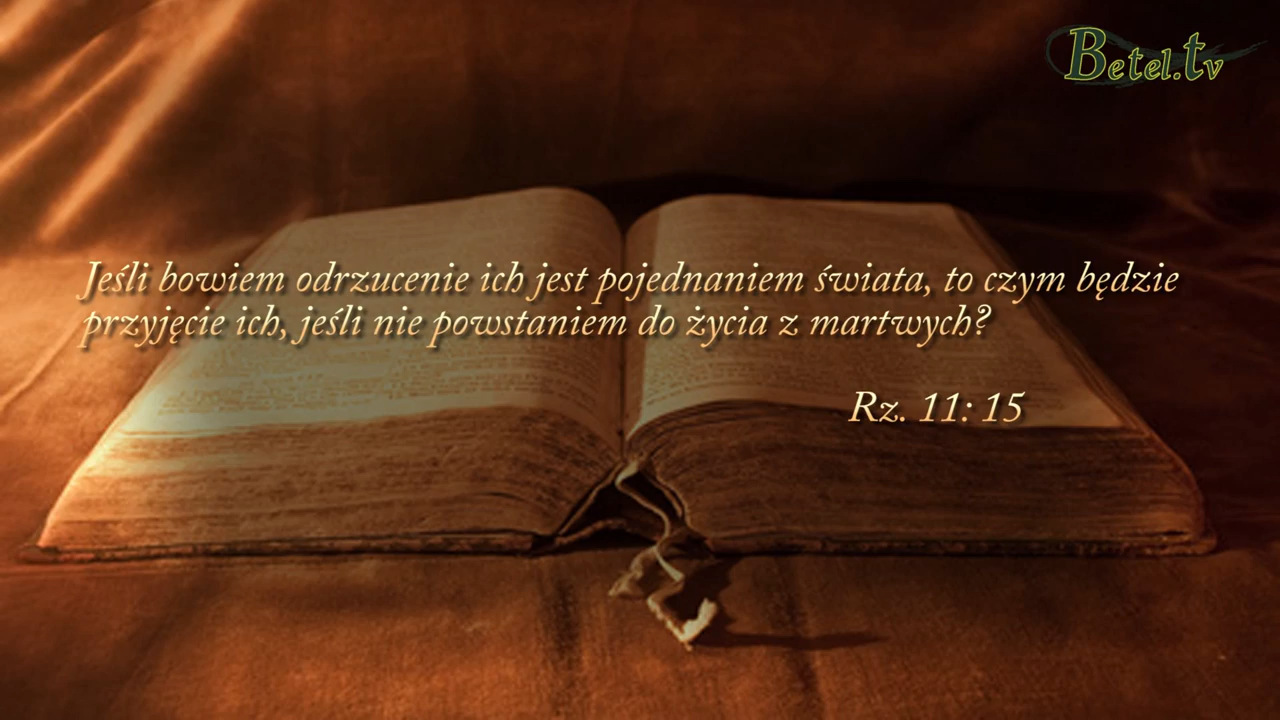 Betel.tv
Jeśli bowiem odrzucenie ich jest pojednaniem świata, to czym będzie
przyjęcie ich, jeśli nie powstaniem do życia z martwych?
Rz. 11: 15